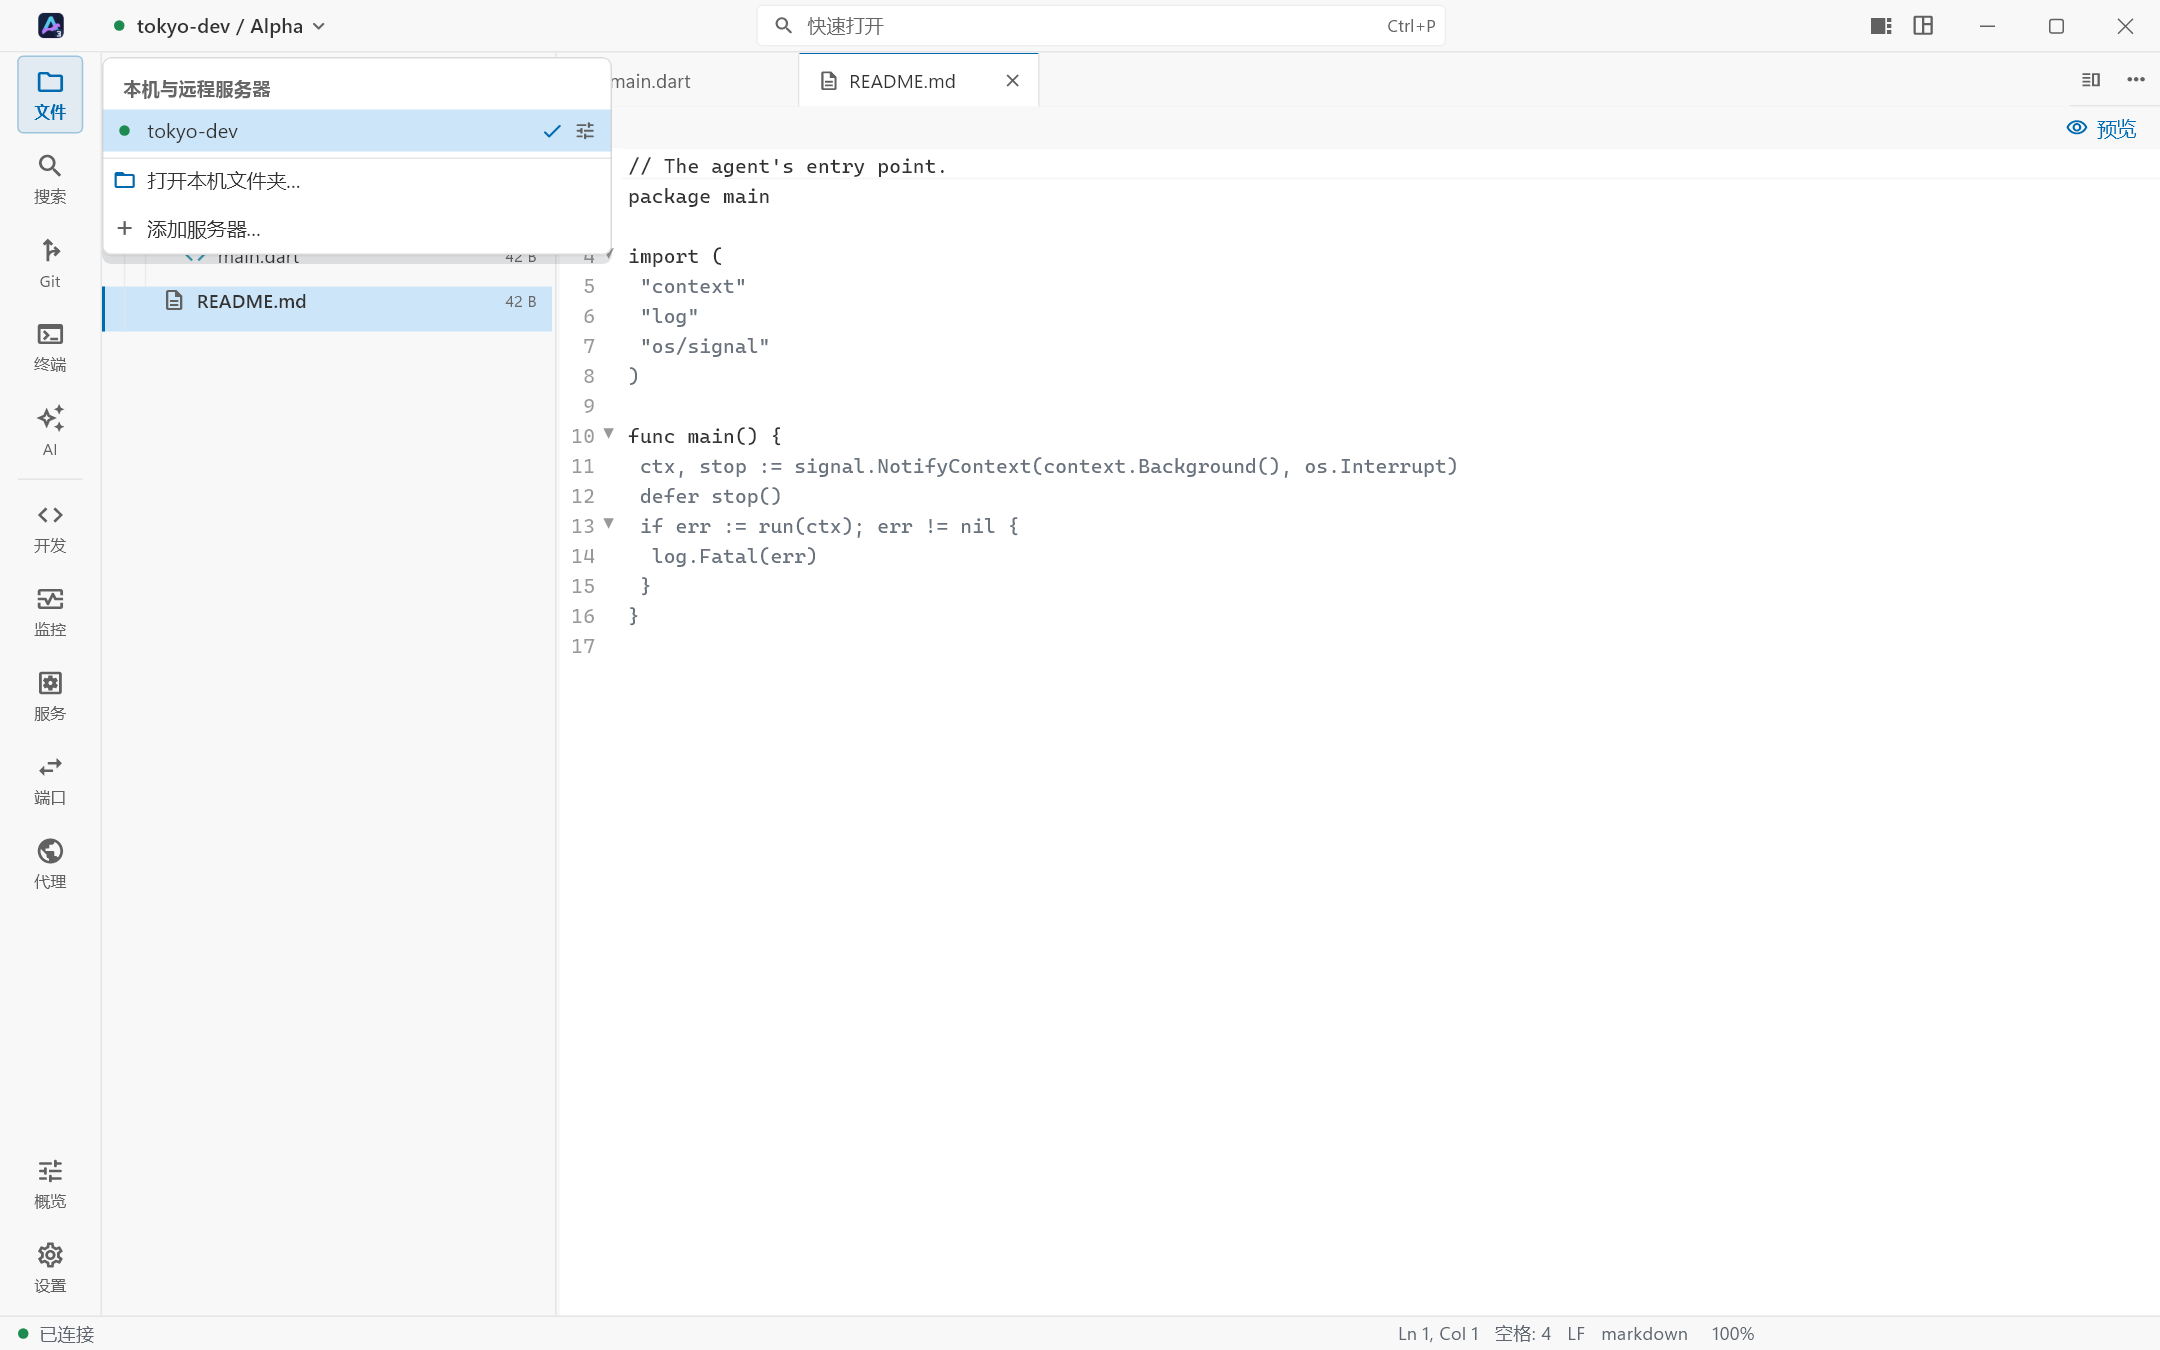 tokyo-dev / Alpha
快速打开
Ctrl+P
文件
搜索
Git
终端
AI
开发
监控
服务
端口
代理
概览
设置
本机与远程服务器
tokyo-dev
打开本机文件夹...
添加服务器...
main.dart 42 B
README.md 42 B
main.dart
README.md
预览
// The agent's entry point.
package main
4 import (
5 "context"
6 "log"
7 "os/signal"
8 )
9
10 func main() {
11 ctx, stop := signal.NotifyContext(context.Background(), os.Interrupt)
12 defer stop()
13 if err := run(ctx); err != nil {
14 log.Fatal(err)
15 }
16 }
17
已连接
Ln 1, Col 1
空格: 4
LF
markdown
100%